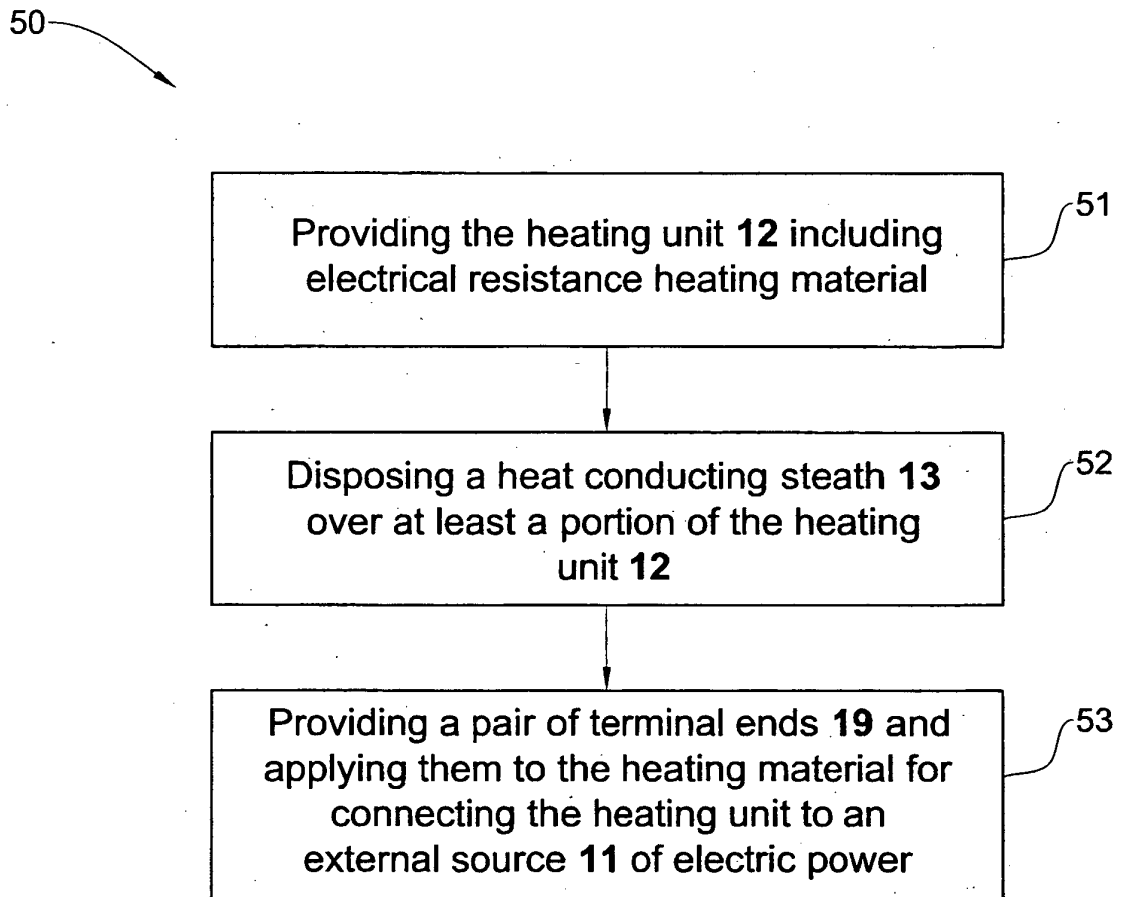 50
Providing the heating unit 12 including
electrical resistance heating material
51
Disposing a heat conducting steath 13
over at least a portion of the heating
unit 12
52
Providing a pair of terminal ends 19 and
applying them to the heating material for
connecting the heating unit to an
external source 11 of electric power
53